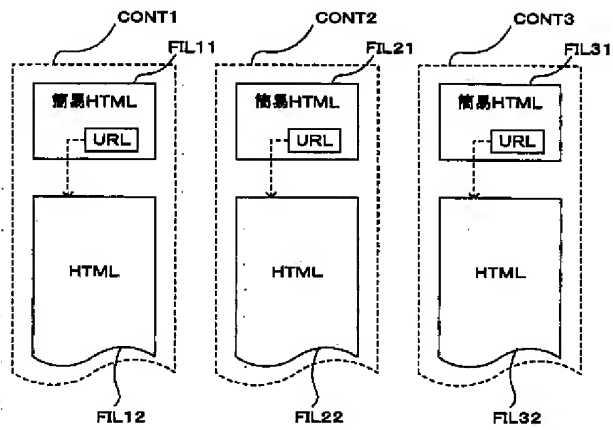 CONT1
CONT2
CONT3
FIL11
FIL21
FIL31
簡易HTML
簡易HTML
簡易HTML
URL
URL
URL
HTML
HTML
HTML
FIL12
FIL22
FIL32